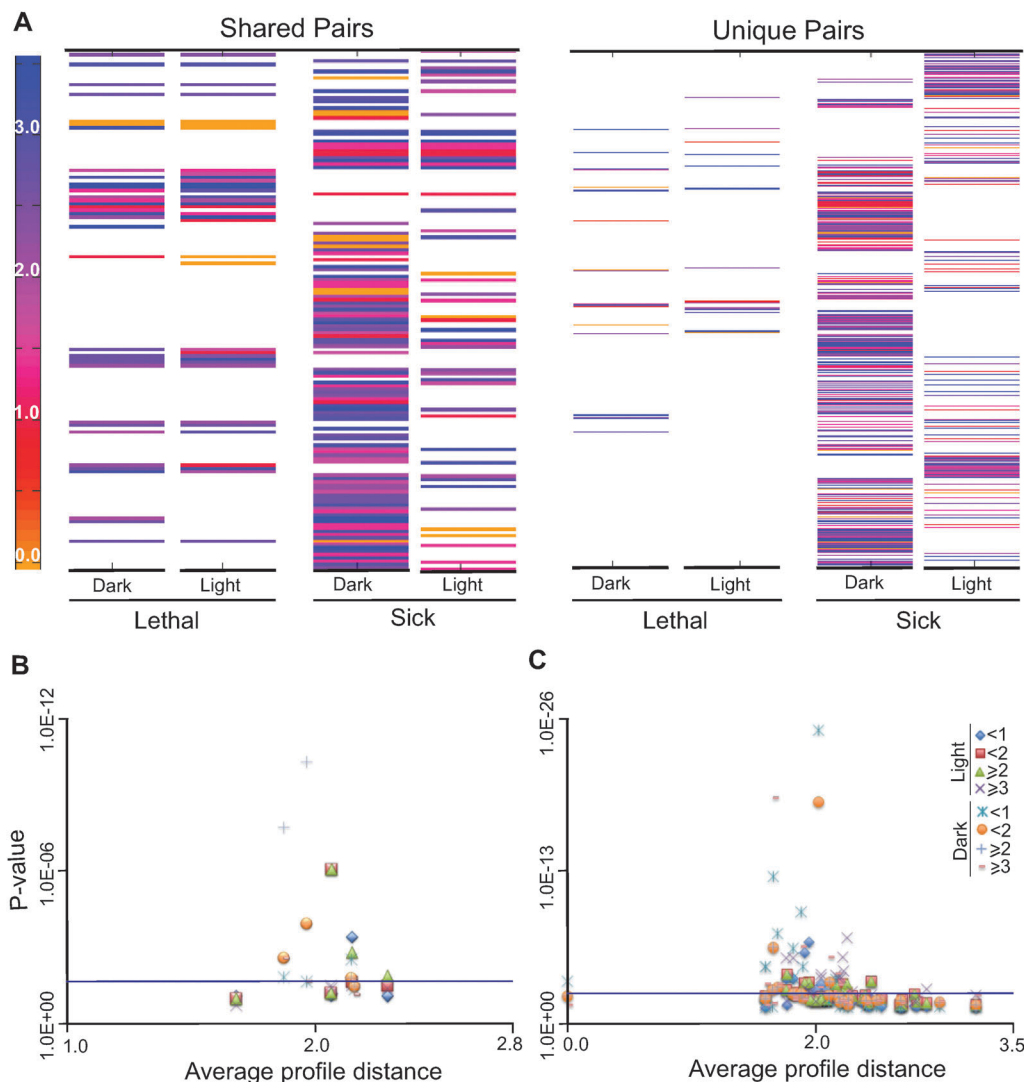 A
Shared Pairs
Unique Pairs
3.0
2.0
1.0
0.0
Dark
Light
Dark
Light
Dark
Light
Dark
Light
Lethal
Sick
Lethal
Sick
B
C
1.0E-12
1.0E-06
1.0E+00
P-value
1.0
2.0
2.8
Average profile distance
1.0E-26
1.0E-13
1.0E+00
0.0
2.0
3.5
Average profile distance
Light
<1
<2
⩾2
⩾3
Dark
<1
<2
⩾2
⩾3